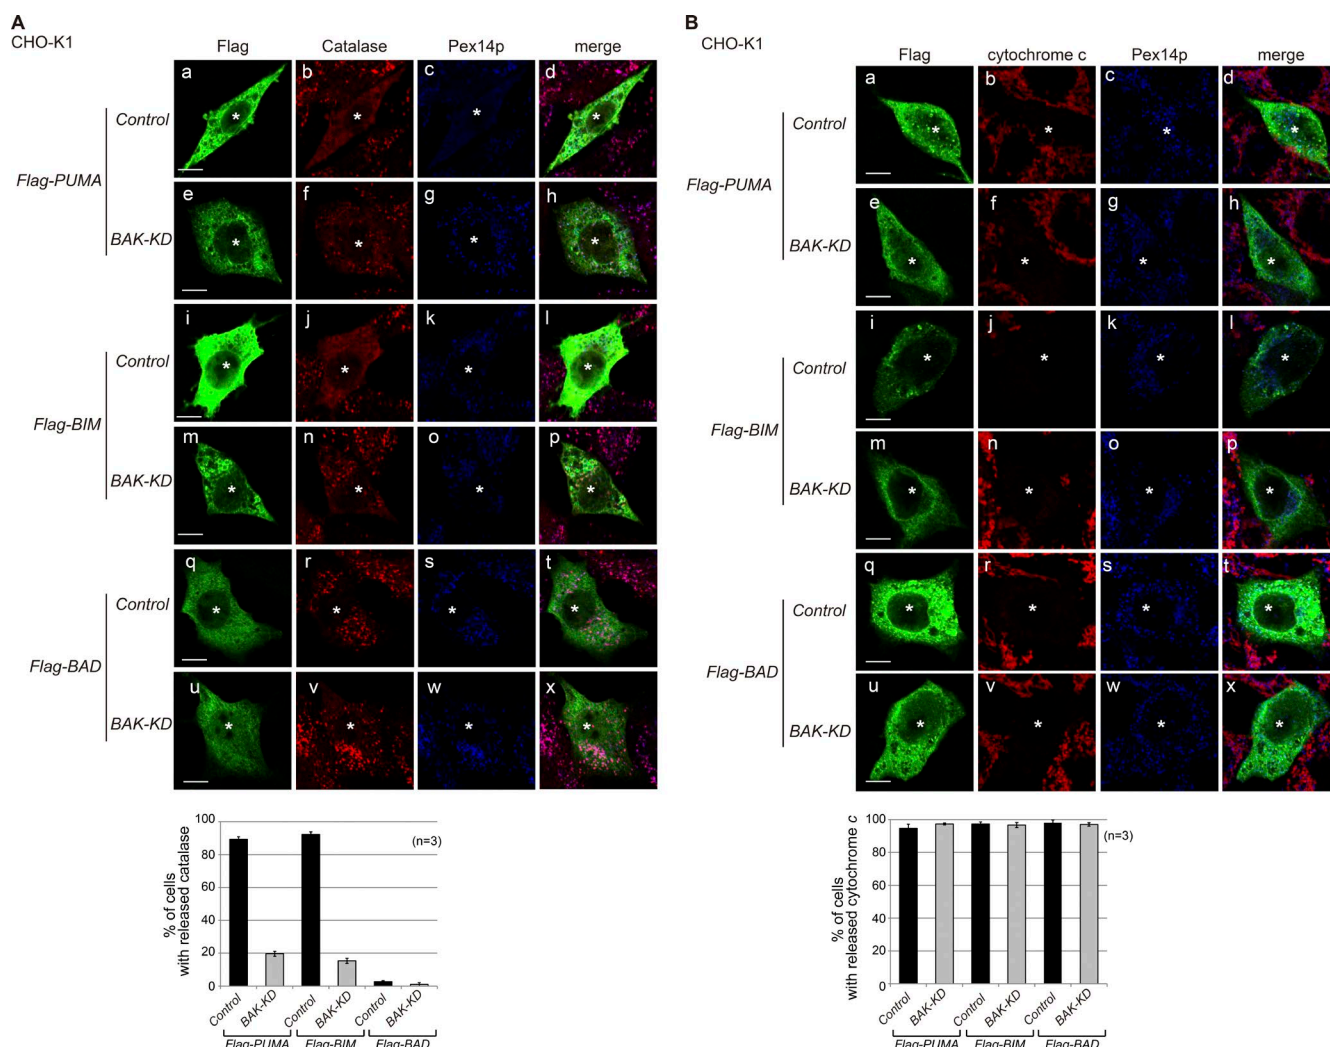 A
CHO-K1
Flag Catalase Pex14p merge
a b c d
Control
Flag-PUMA
e f g h
BAK-KD
i j k l
Control
Flag-BIM
m n o p
BAK-KD
q r s t
Control
Flag-BAD
u v w x
BAK-KD
% of cells
with released catalase
100
80
60
40
20
0
(n=3)
Control BAK-KD Control BAK-KD Control BAK-KD
Flag-PUMA Flag-BIM Flag-BAD
B
CHO-K1
Flag cytochrome c Pex14p merge
a b c d
Control
Flag-PUMA
e f g h
BAK-KD
i j k l
Control
Flag-BIM
m n o p
BAK-KD
q r s t
Control
Flag-BAD
u v w x
BAK-KD
% of cells
with released cytochrome c
100
80
60
40
20
0
(n=3)
Control BAK-KD Control BAK-KD Control BAK-KD
Flag-PUMA Flag-BIM Flag-BAD